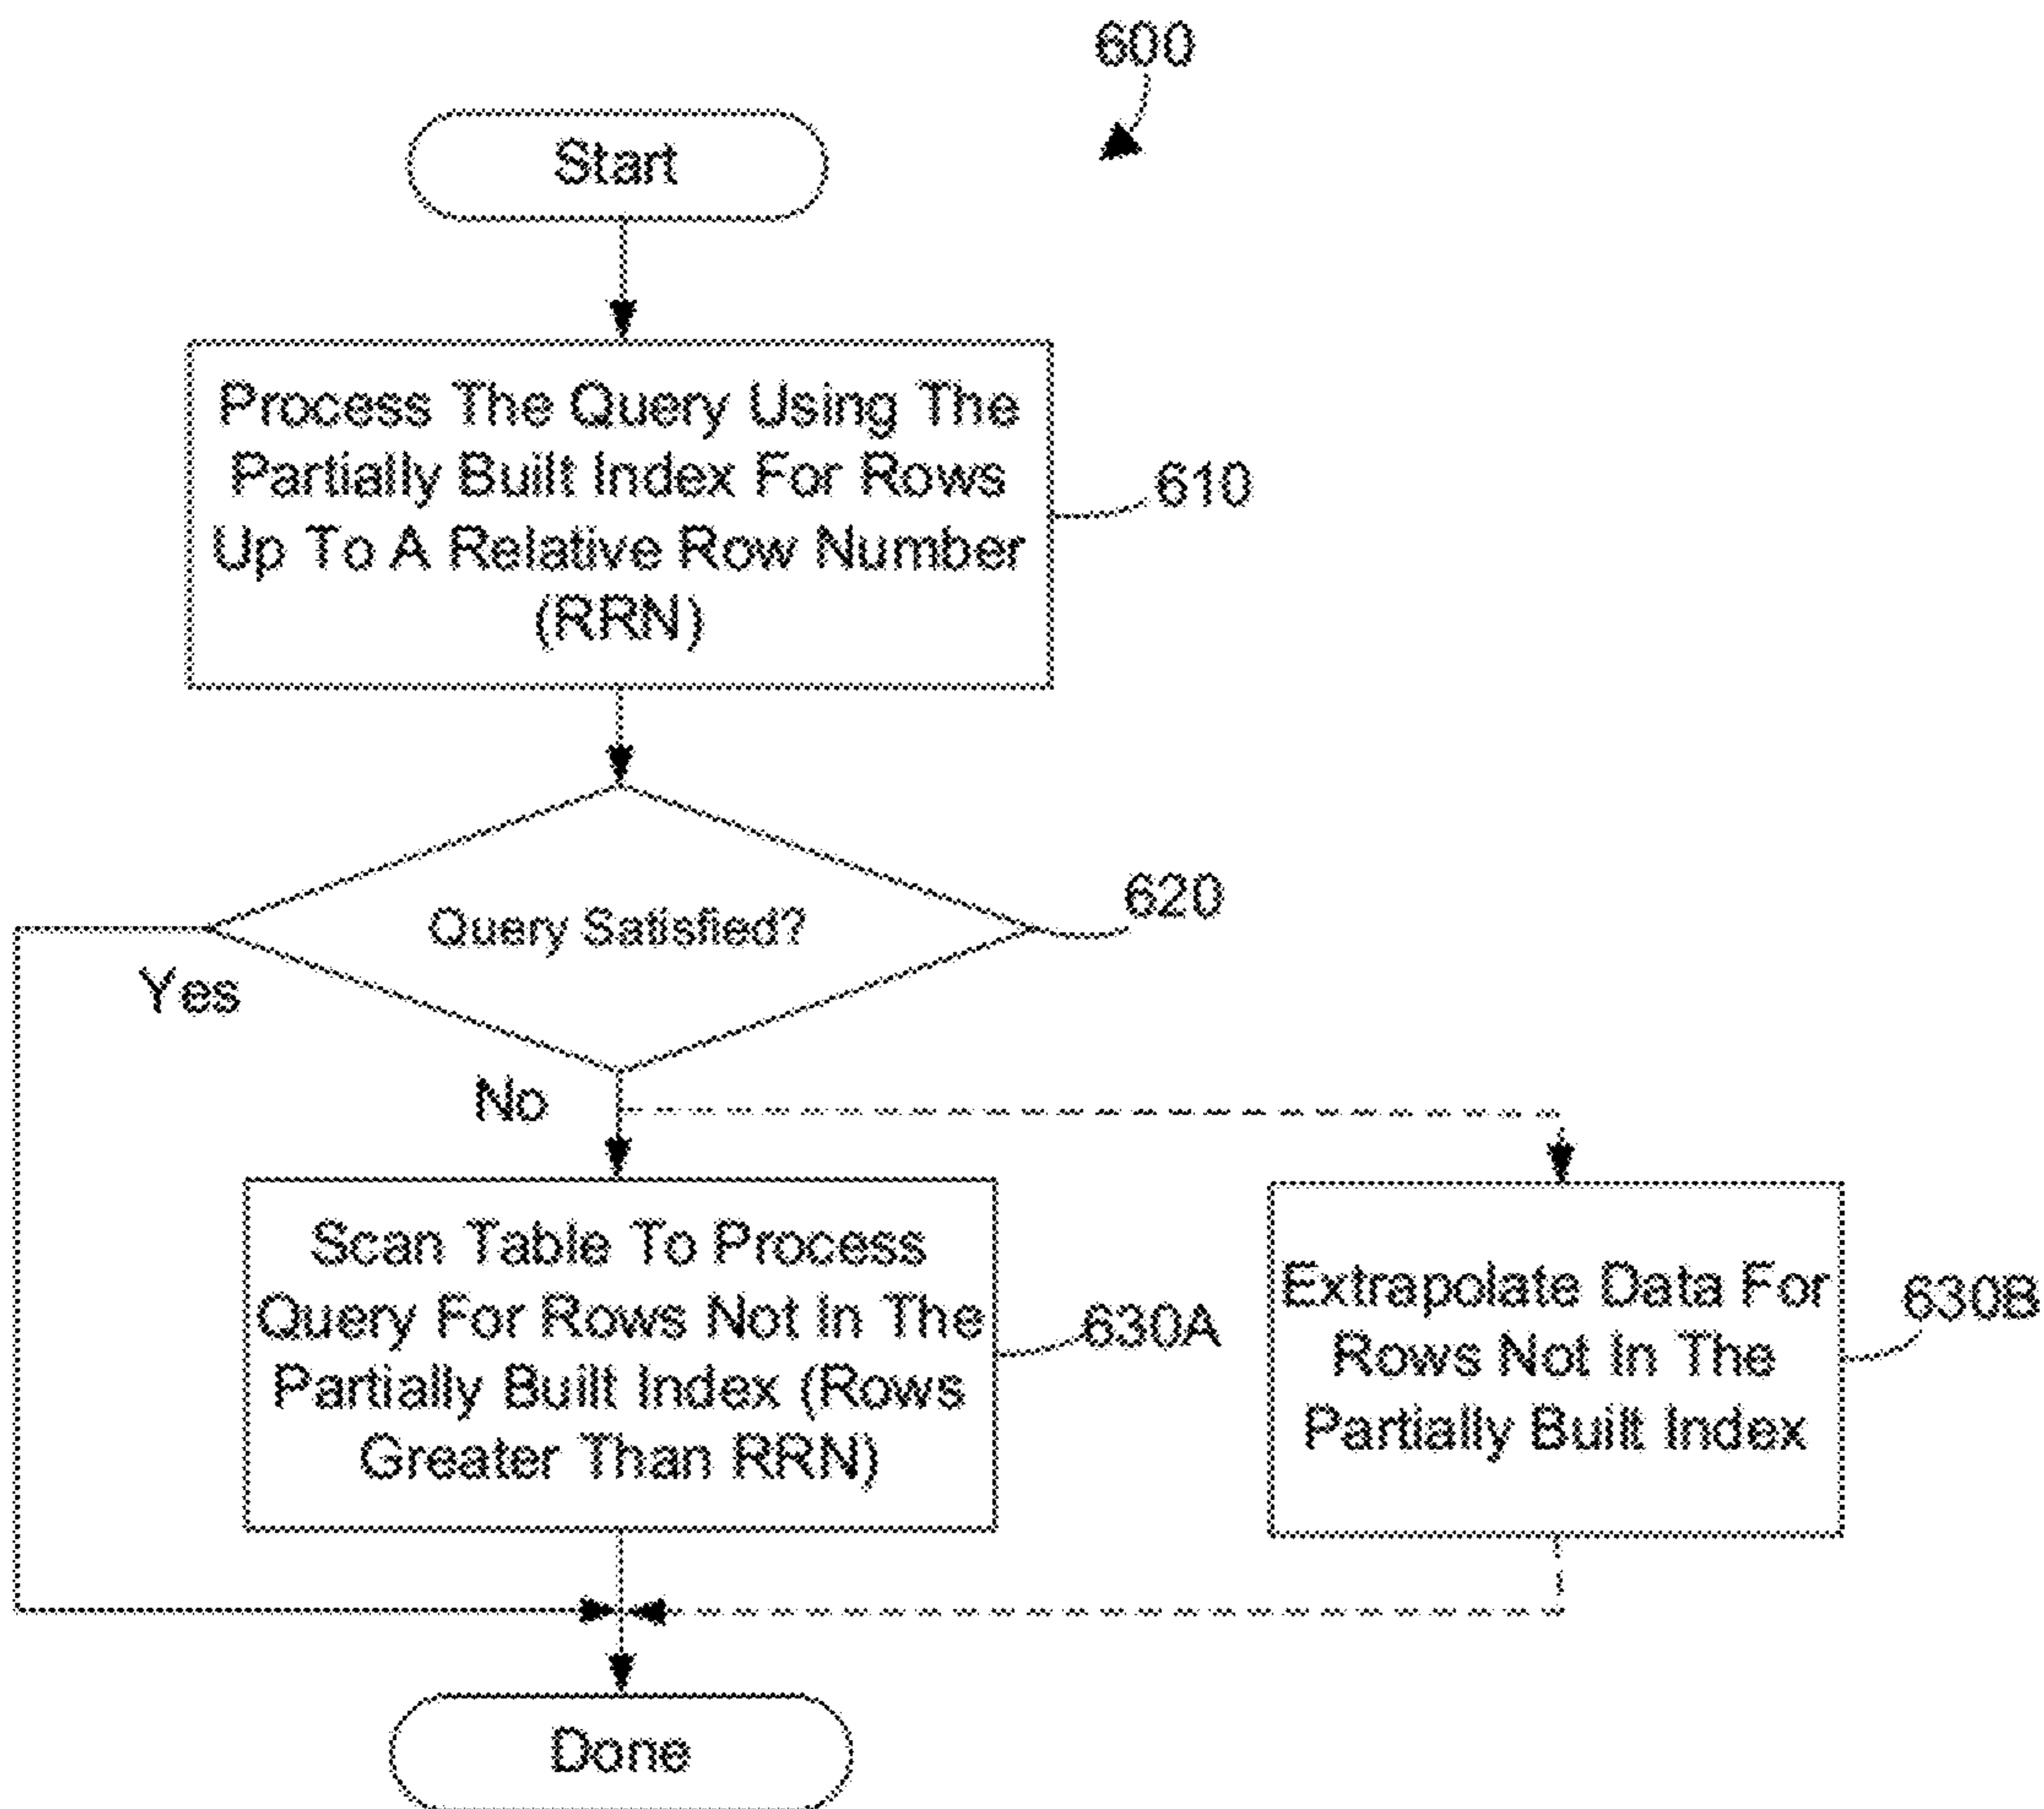 600
Start
Process The Query Using The
Partially Built Index For Rows
Up To A Relative Row Number
(RRN)
610
Query Satisfied?
620
Yes
No
Scan Table To Process
Query For Rows Not In The
Partially Built Index (Rows
Greater Than RRN)
630A
Extrapolate Data For
Rows Not In The
Partially Built Index
630B
Done